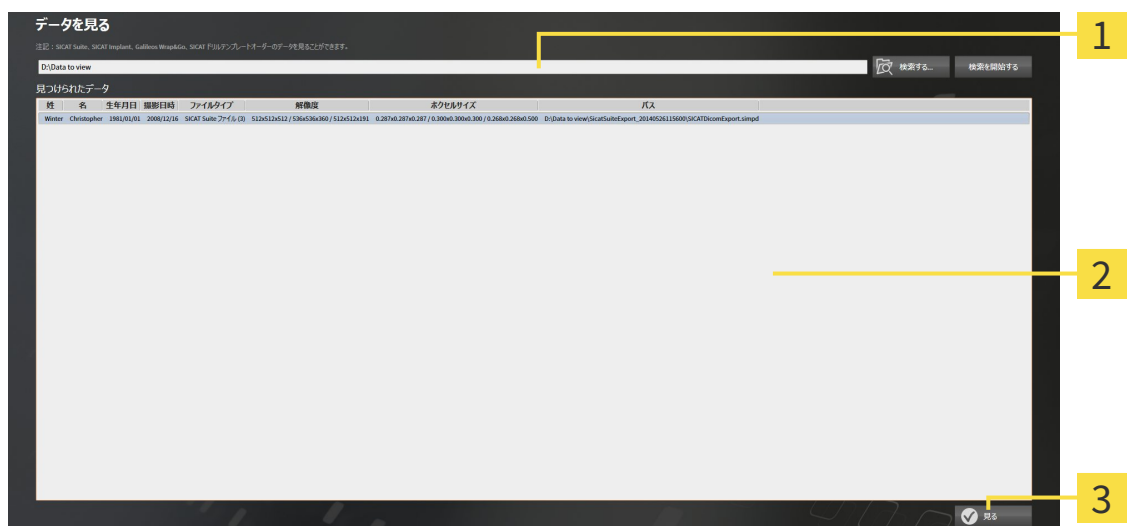 データを見る
1
注記：SICAT Suite, SICAT Implant, Galileos Wrap&Go, SICAT ドリルテンプレートオーダーのデータを見ることができます。
D:\Data to view 検索する... 検索を開始する
見つけられたデータ
姓 名 生年月日 撮影日時 ファイルタイプ 解像度 ボクセルサイズ パス
Winter Christopher 1981/01/01 2008/12/16 SICAT Suite ファイル (3) 512x512x512 / 536x536x360 / 512x512x191 0.287x0.287x0.287 / 0.300x0.300x0.300 / 0.268x0.268x0.500 D:\Data to view\SicatSuiteExport_20140526115600\SICATDicomExport.simpd
2
3
見る